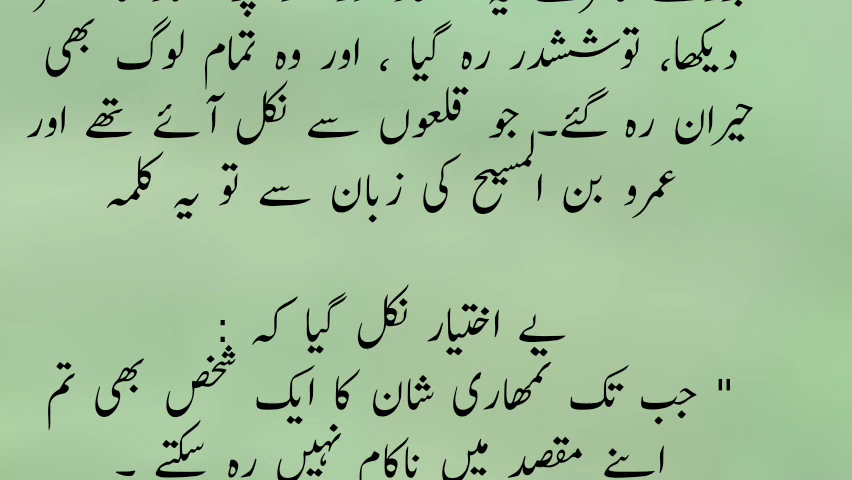 دیکھا، توششدر رہ گیا ، اور وہ تمام لوگ بھی
حیران رہ گئے۔ جو قلعوں سے نکل آئے تھے اور
عمرو بن المسیح کی زبان سے تو یہ کلمہ
بے اختیار نکل گیا کہ :
" جب تک تمھاری شان کا ایک شخص بھی تم
اپنے مقصد میں ناکام نہیں رہ سکتے ۔